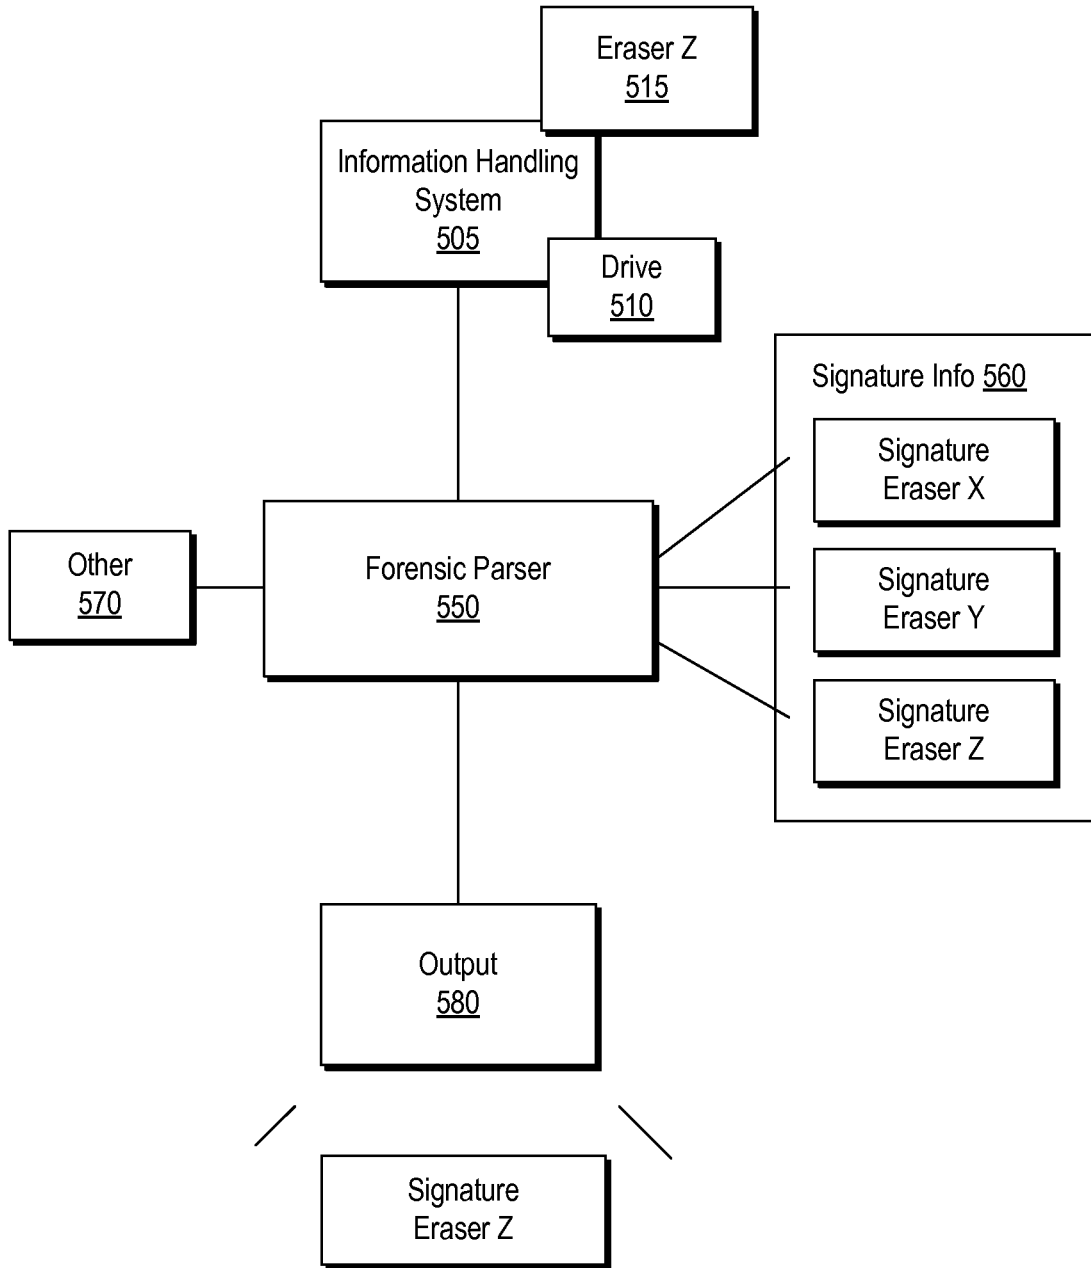 Eraser Z
515
Information Handling
System
505
Drive
510
Signature Info 560
Signature
Eraser X
Signature
Eraser Y
Signature
Eraser Z
Other
570
Forensic Parser
550
Output
580
Signature
Eraser Z